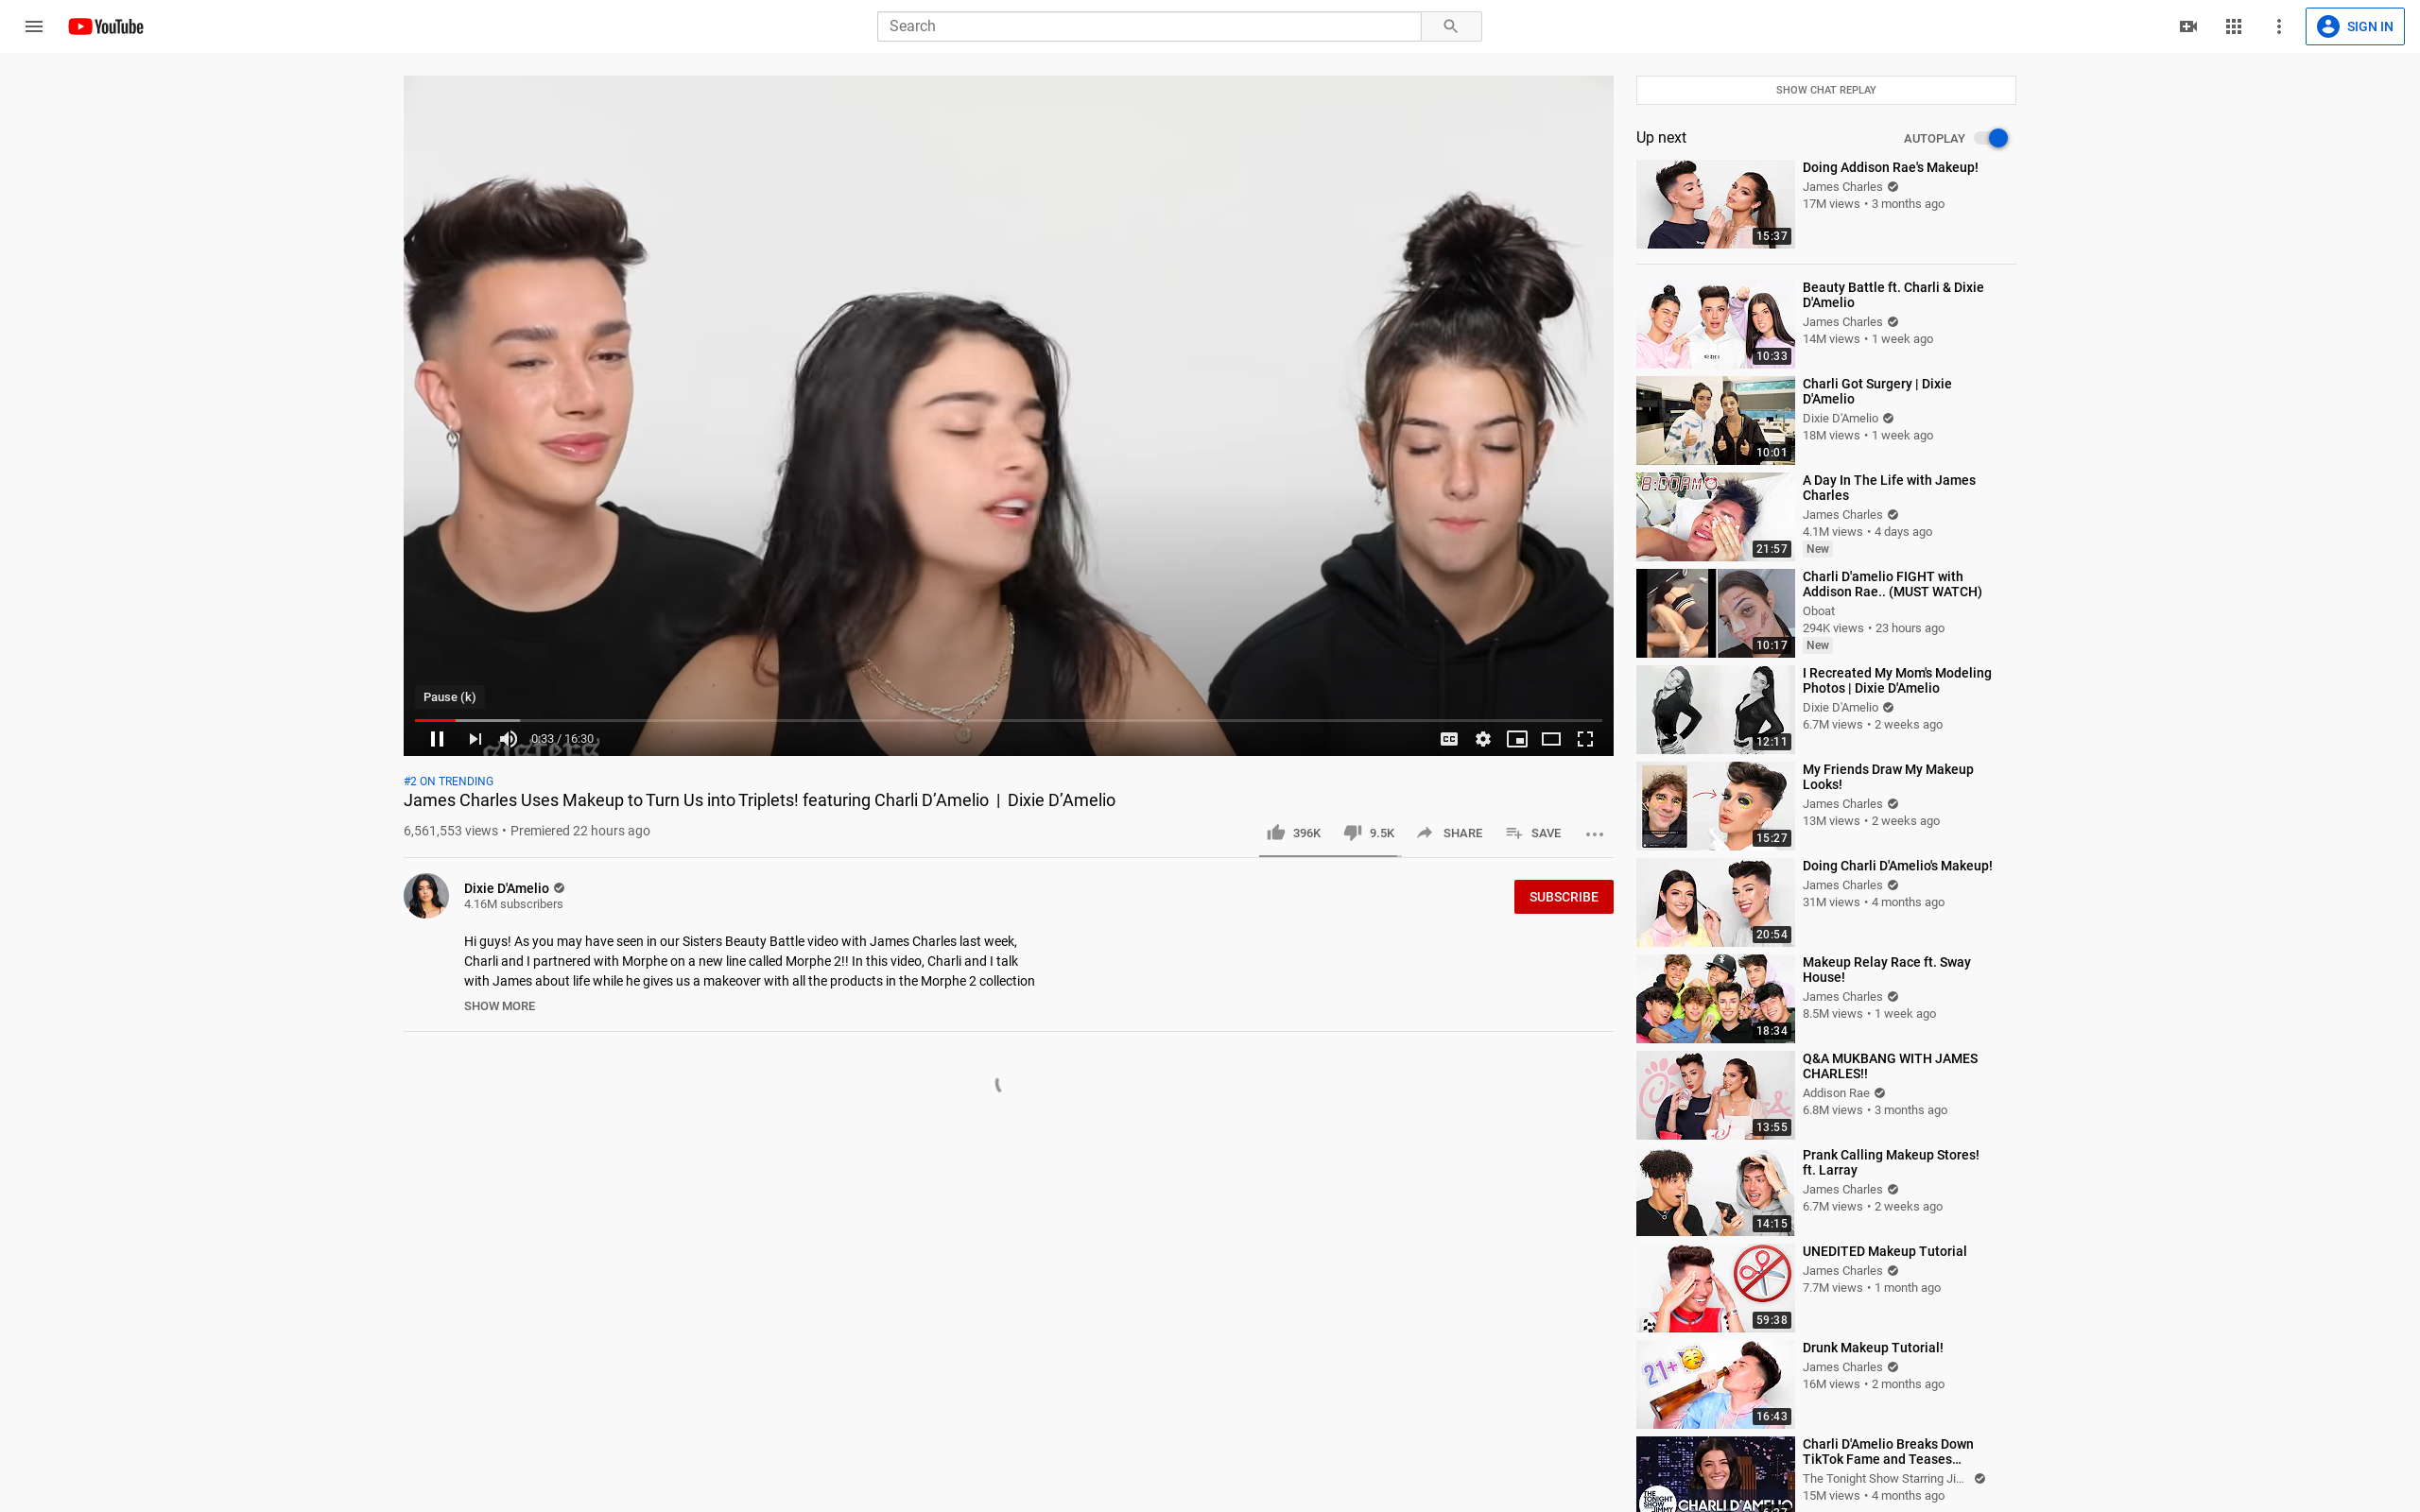 YouTube
Search
SIGN IN
Pause (k)
0:33 / 16:30
#2 ON TRENDING
James Charles Uses Makeup to Turn Us into Triplets! featuring Charli D’Amelio | Dixie D’Amelio
6,561,553 views • Premiered 22 hours ago
396K
9.5K
SHARE
SAVE
Dixie D'Amelio
4.16M subscribers
SUBSCRIBE
Hi guys! As you may have seen in our Sisters Beauty Battle video with James Charles last week,
Charli and I partnered with Morphe on a new line called Morphe 2!! In this video, Charli and I talk
with James about life while he gives us a makeover with all the products in the Morphe 2 collection
SHOW MORE
SHOW CHAT REPLAY
Up next
AUTOPLAY
15:37
Doing Addison Rae's Makeup!
James Charles
17M views • 3 months ago
10:33
Beauty Battle ft. Charli & Dixie
D'Amelio
James Charles
14M views • 1 week ago
10:01
Charli Got Surgery | Dixie
D'Amelio
Dixie D'Amelio
18M views • 1 week ago
8:00AM
21:57
A Day In The Life with James
Charles
James Charles
4.1M views • 4 days ago
New
10:17
Charli D'amelio FIGHT with
Addison Rae.. (MUST WATCH)
Oboat
294K views • 23 hours ago
New
12:11
I Recreated My Mom's Modeling
Photos | Dixie D'Amelio
Dixie D'Amelio
6.7M views • 2 weeks ago
15:27
My Friends Draw My Makeup
Looks!
James Charles
13M views • 2 weeks ago
20:54
Doing Charli D'Amelio's Makeup!
James Charles
31M views • 4 months ago
18:34
Makeup Relay Race ft. Sway
House!
James Charles
8.5M views • 1 week ago
13:55
Q&A MUKBANG WITH JAMES
CHARLES!!
Addison Rae
6.8M views • 3 months ago
14:15
Prank Calling Makeup Stores!
ft. Larray
James Charles
6.7M views • 2 weeks ago
59:38
UNEDITED Makeup Tutorial
James Charles
7.7M views • 1 month ago
21+
16:43
Drunk Makeup Tutorial!
James Charles
16M views • 2 months ago
THE
TONIGHT
SHOW
JIMMY
CHARLI D'AMELIO
Charli D'Amelio Breaks Down
TikTok Fame and Teases...
The Tonight Show Starring Ji...
15M views • 4 months ago